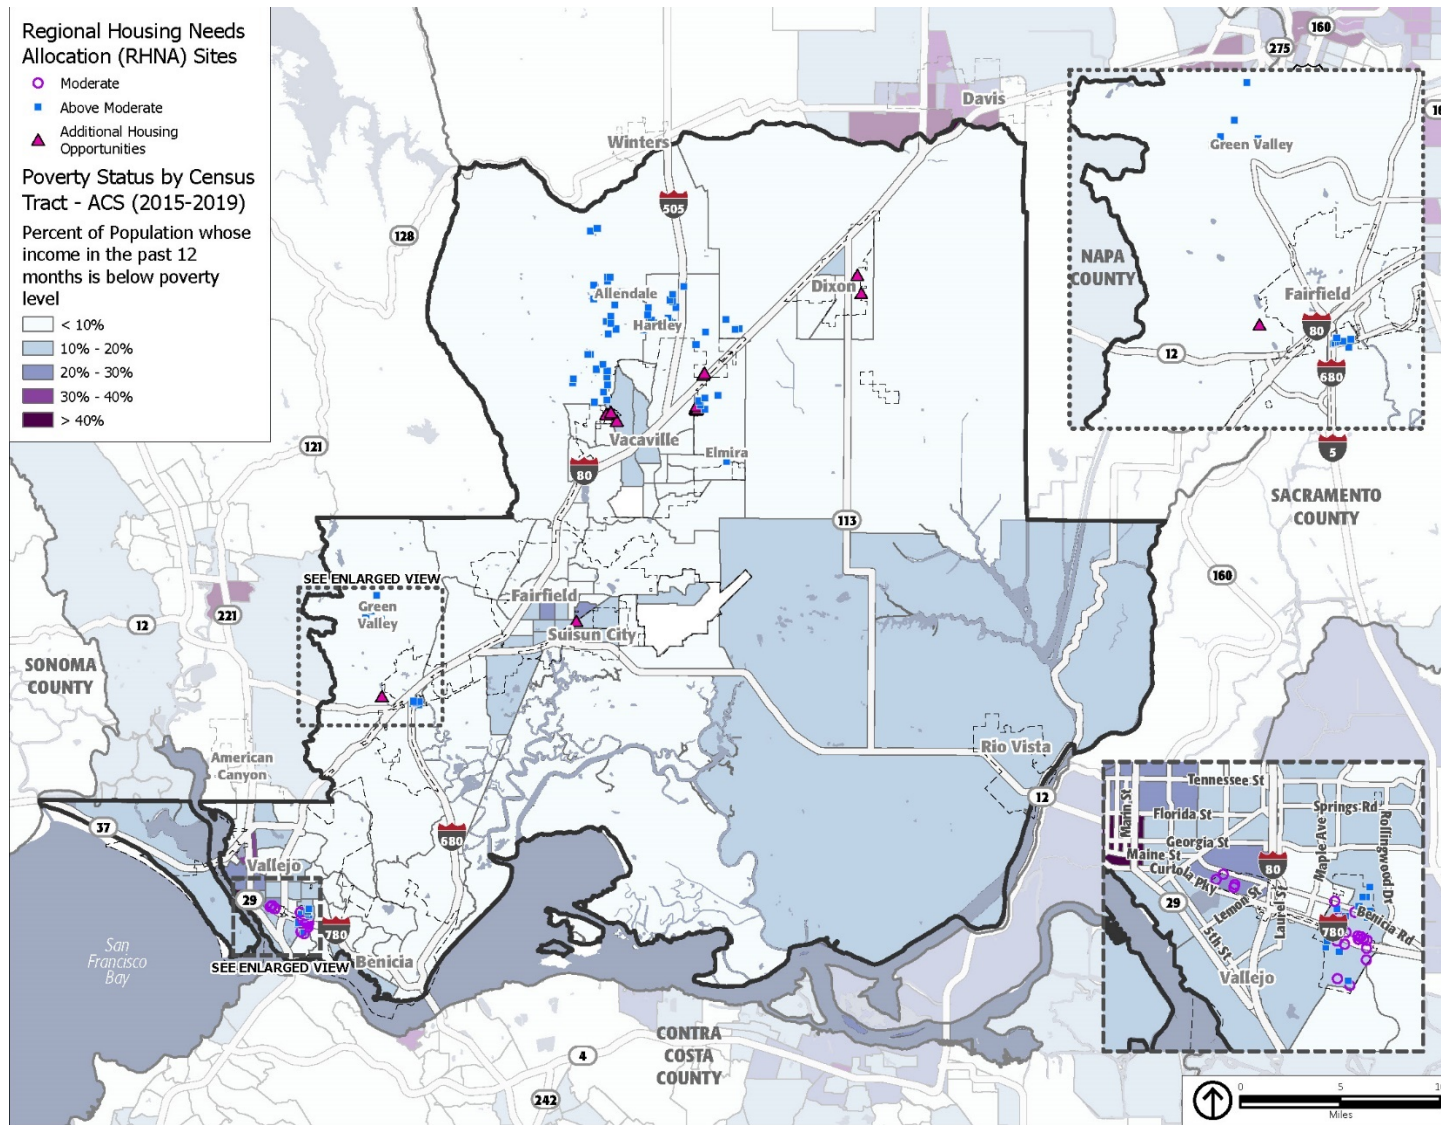 Regional Housing Needs
Allocation (RHNA) Sites
Moderate
Above Moderate
Additional Housing
Opportunities
Poverty Status by Census
Tract - ACS (2015-2019)
Percent of Population whose
income in the past 12
months is below poverty
level
< 10%
10% - 20%
20% - 30%
30% - 40%
> 40%
160
275
Davis
Winters
505
128
Allendale
Hartley
Dixon
Vacaville
Elmira
80
121
113
5
SACRAMENTO
COUNTY
160
SEE ENLARGED VIEW
Green
Valley
Fairfield
Suisun City
221
12
SONOMA
COUNTY
American
Canyon
Rio Vista
12
37
680
Vallejo
29
780
SEE ENLARGED VIEW
Benicia
San
Francisco
Bay
CONTRA
COSTA
COUNTY
4
242
Green Valley
NAPA
COUNTY
Fairfield
80
12
680
Tennessee St
Marin St
Florida St
Springs Rd
Maple Ave
Rollingwood Dr
Georgia St
Maine St
80
Curtola Pky
Lemon St
Laurel St
29
5th St
780
Benicia Rd
Vallejo
0
5
Miles